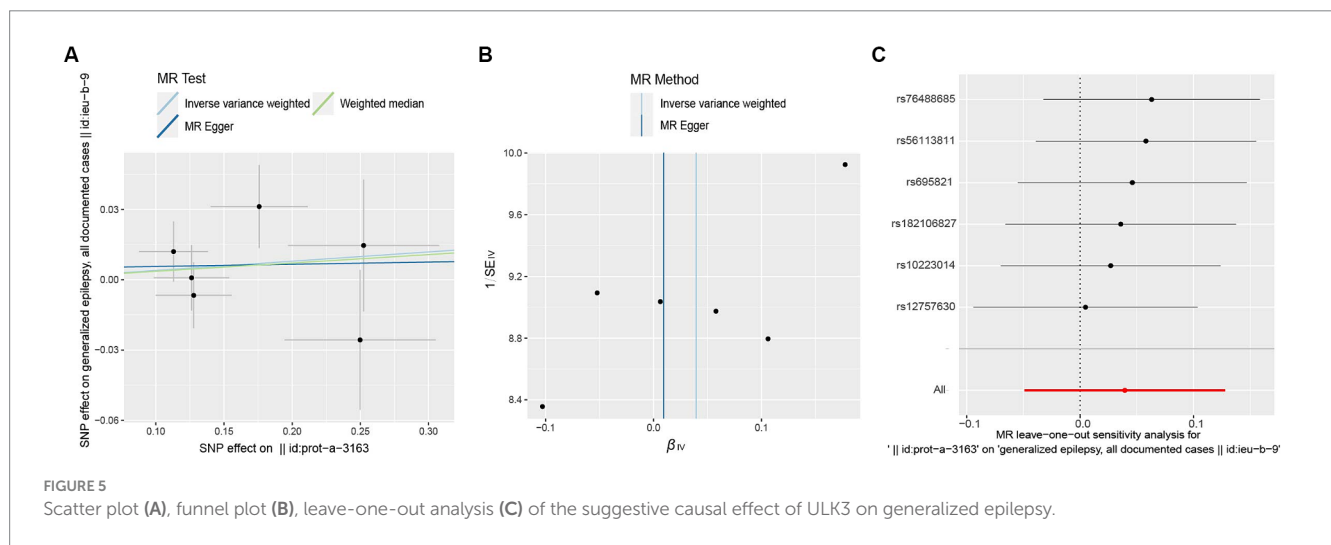 A
MR Test
Inverse variance weighted
Weighted median
MR Egger
SNP effect on generalized epilepsy, all documented cases || id:ieu-b-9
0.03
0.00
−0.03
−0.06
0.10
0.15
0.20
0.25
0.30
SNP effect on || id:prot-a-3163
B
MR Method
Inverse variance weighted
MR Egger
1/SEIV
10.0
9.6
9.2
8.8
8.4
−0.1
0.0
0.1
βIV
C
rs76488685
rs56113811
rs695821
rs182106827
rs10223014
rs12757630
All
−0.1
0.0
0.1
MR leave−one−out sensitivity analysis for
' || id:prot-a-3163' on 'generalized epilepsy, all documented cases || id:ieu-b-9'
FIGURE 5
Scatter plot (A), funnel plot (B), leave-one-out analysis (C) of the suggestive causal effect of ULK3 on generalized epilepsy.